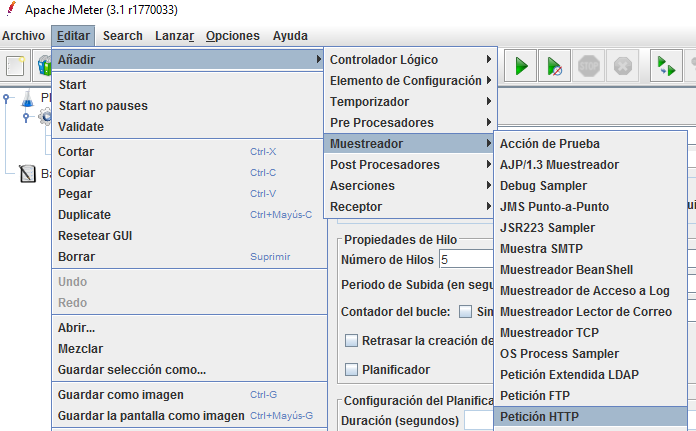 Apache JMeter (3.1 r1770033)
Archivo Editar Search Lanzar Opciones Ayuda
Añadir
Start
Start no pauses
Validate
Cortar Ctrl-X
Copiar Ctrl-C
Pegar Ctrl-V
Duplicate Ctrl+Mayús-C
Resetear GUI
Borrar Suprimir
Undo
Redo
Abrir...
Mezclar
Guardar selección como...
Guardar como imagen Ctrl-G
Guardar la pantalla como imagen Ctrl+Mayús-G
Controlador Lógico
Elemento de Configuración
Temporizador
Pre Procesadores
Muestreador
Post Procesadores
Aserciones
Receptor
Acción de Prueba
AJP/1.3 Muestreador
Debug Sampler
JMS Punto-a-Punto
JSR223 Sampler
Muestra SMTP
Muestreador BeanShell
Muestreador de Acceso a Log
Muestreador Lector de Correo
Muestreador TCP
OS Process Sampler
Petición Extendida LDAP
Petición FTP
Petición HTTP
Propiedades de Hilo
Número de Hilos 5
Periodo de Subida (en segu
Contador del bucle: Sin
Retrasar la creación de
Planificador
Configuración del Planifica
Duración (segundos)